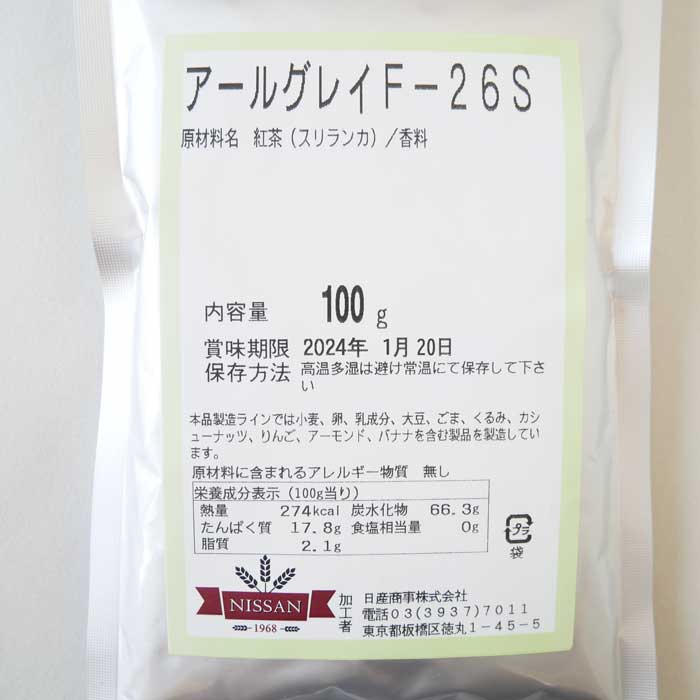 アールグレイF－26S
原材料名　紅茶（スリランカ）／香料
内容量　100 g
賞味期限 2024年 1月20日
保存方法 高温多湿は避け常温にて保存して下さ
い
本品製造ラインでは小麦、卵、乳成分、大豆、ごま、くるみ、カシ
ューナッツ、りんご、アーモンド、バナナを含む製品を製造してい
ます。
原材料に含まれるアレルギー物質　無し
栄養成分表示（100g当り）
熱量 274kcal 炭水化物 66.3g
たんぱく質 17.8g 食塩相当量 0g
脂質 2.1g
プラ
袋
NISSAN
1968
加工者
日産商事株式会社
電話03(3937)7011
東京都板橋区徳丸1－45－5